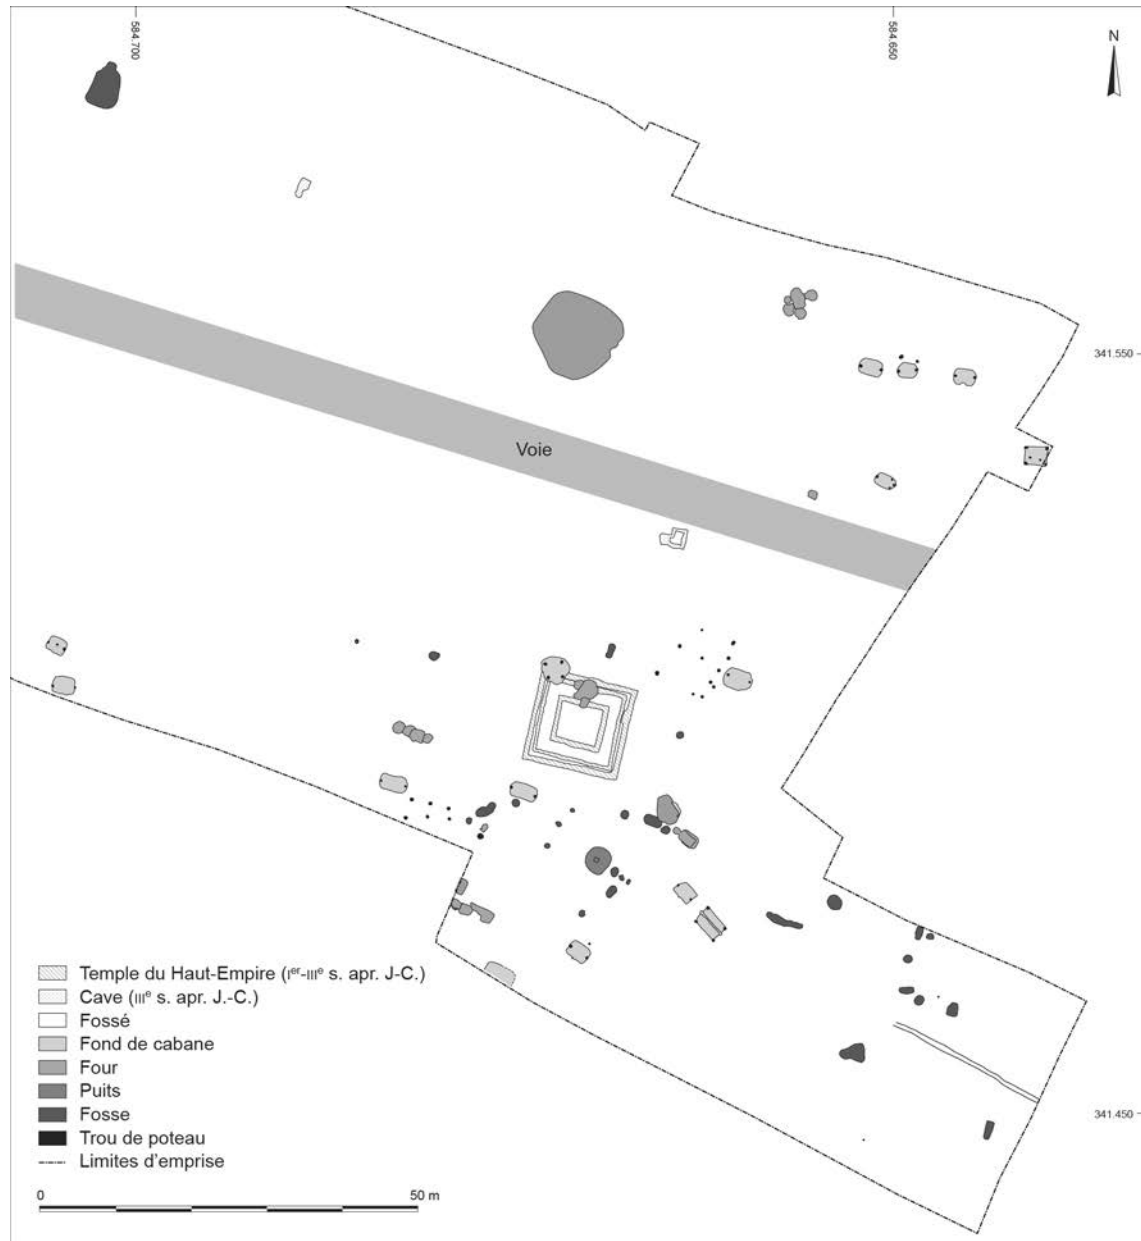 584.700
584.650
N
341.550
Voie
341.450
Temple du Haut-Empire (Ier-IIIe s. apr. J-C.)
Cave (IIIe s. apr. J.-C.)
Fossé
Fond de cabane
Four
Puits
Fosse
Trou de poteau
Limites d'emprise
0 50 m